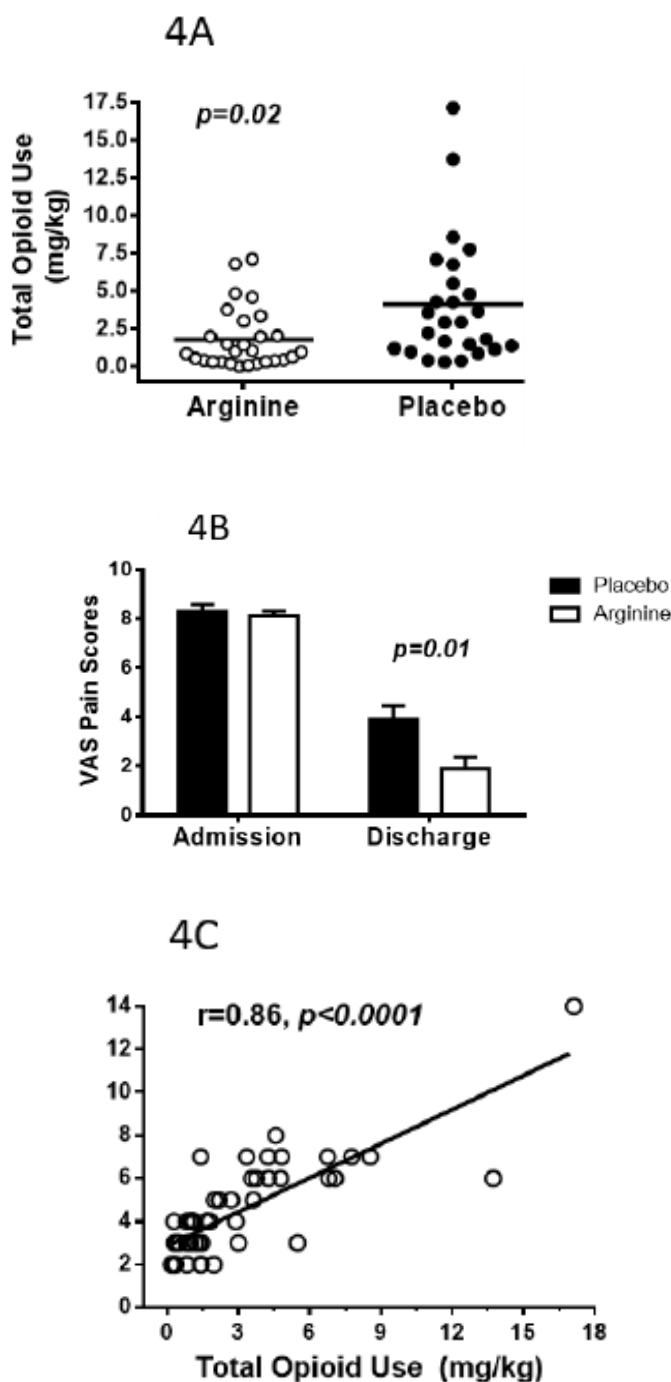 4A
Total Opioid Use
(mg/kg)
17.5
15.0
12.5
10.0
7.5
5.0
2.5
0.0
p=0.02
Arginine
Placebo
4B
VAS Pain Scores
10
8
6
4
2
0
p=0.01
Admission
Discharge
Placebo
Arginine
4C
14
12
10
8
6
4
2
0
r=0.86, p<0.0001
0 3 6 9 12 15 18
Total Opioid Use (mg/kg)